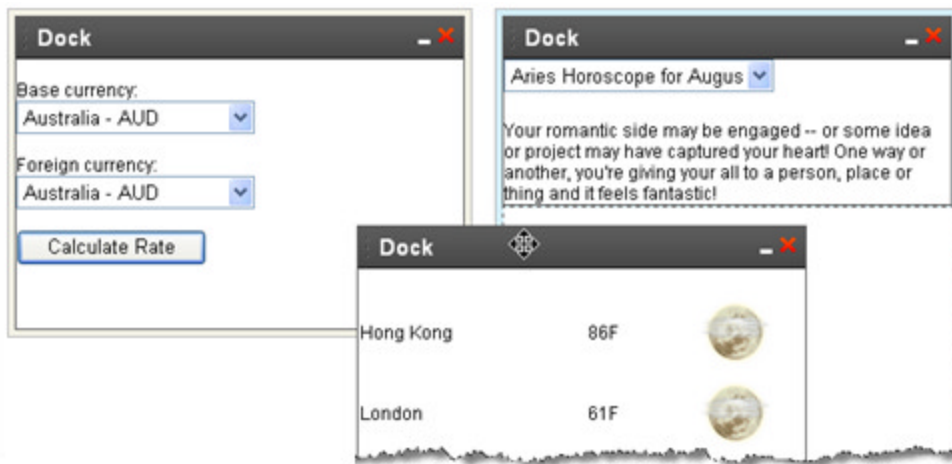 Dock
Base currency:
Australia - AUD
Foreign currency:
Australia - AUD
Calculate Rate
Dock
Aries Horoscope for Augus
Your romantic side may be engaged -- or some idea
or project may have captured your heart! One way or
another, you're giving your all to a person, place or
thing and it feels fantastic!
Dock
Hong Kong 86F
London 61F